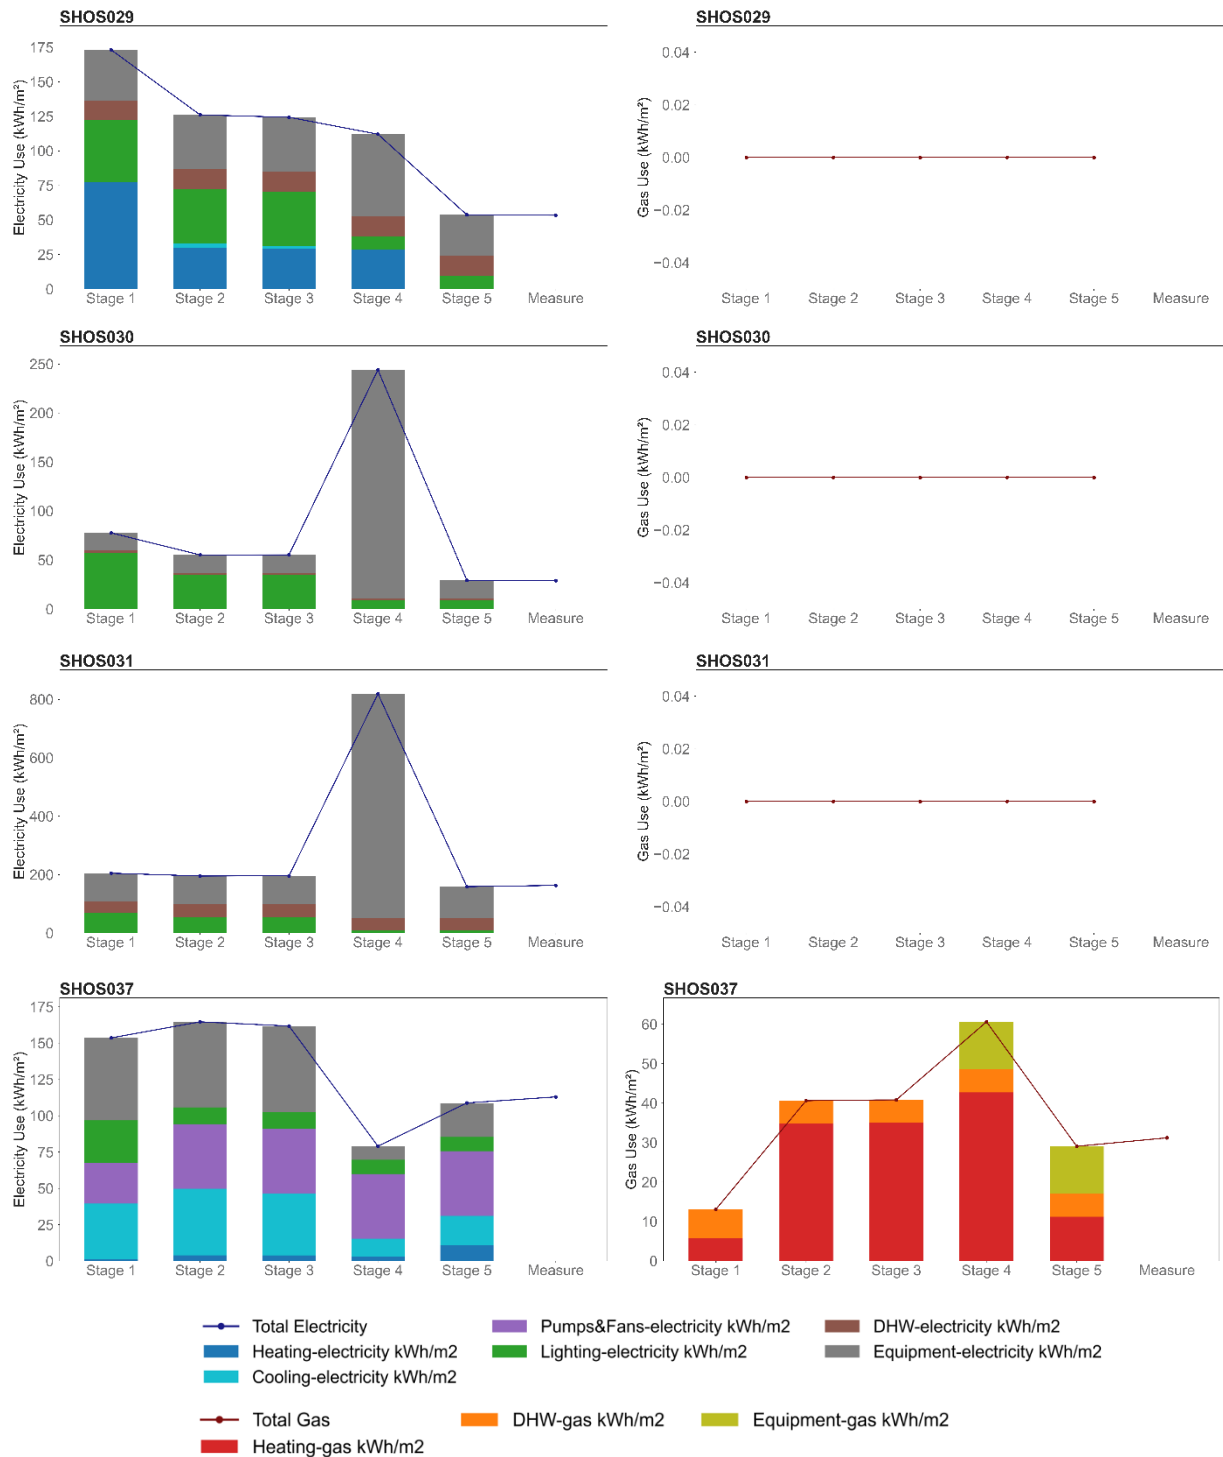 SHOS029
Electricity Use (kWh/m²)
175
150
125
100
75
50
25
0
Stage 1 Stage 2 Stage 3 Stage 4 Stage 5 Measure
SHOS029
Gas Use (kWh/m²)
0.04
0.02
0.00
−0.02
−0.04
Stage 1 Stage 2 Stage 3 Stage 4 Stage 5 Measure
SHOS030
Electricity Use (kWh/m²)
250
200
150
100
50
0
Stage 1 Stage 2 Stage 3 Stage 4 Stage 5 Measure
SHOS030
Gas Use (kWh/m²)
0.04
0.02
0.00
−0.02
−0.04
Stage 1 Stage 2 Stage 3 Stage 4 Stage 5 Measure
SHOS031
Electricity Use (kWh/m²)
800
600
400
200
0
Stage 1 Stage 2 Stage 3 Stage 4 Stage 5 Measure
SHOS031
Gas Use (kWh/m²)
0.04
0.02
0.00
−0.02
−0.04
Stage 1 Stage 2 Stage 3 Stage 4 Stage 5 Measure
SHOS037
Electricity Use (kWh/m²)
175
150
125
100
75
50
25
0
Stage 1 Stage 2 Stage 3 Stage 4 Stage 5 Measure
SHOS037
Gas Use (kWh/m²)
60
50
40
30
20
10
0
Stage 1 Stage 2 Stage 3 Stage 4 Stage 5 Measure
Total Electricity Pumps&Fans-electricity kWh/m2 DHW-electricity kWh/m2
Heating-electricity kWh/m2 Lighting-electricity kWh/m2 Equipment-electricity kWh/m2
Cooling-electricity kWh/m2
Total Gas DHW-gas kWh/m2 Equipment-gas kWh/m2
Heating-gas kWh/m2